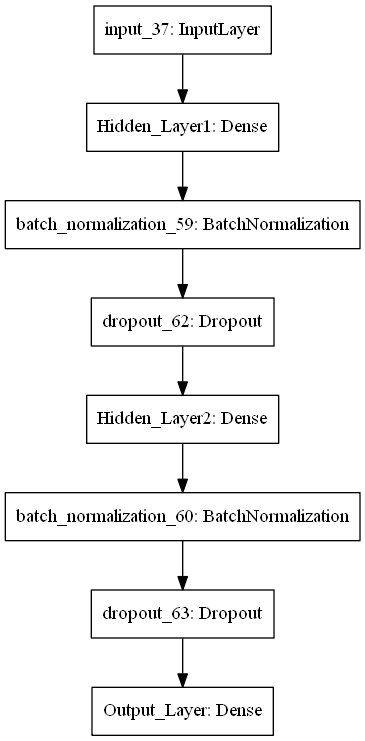 input_37: InputLayer
Hidden_Layer1: Dense
batch_normalization_59: BatchNormalization
dropout_62: Dropout
Hidden_Layer2: Dense
batch_normalization_60: BatchNormalization
dropout_63: Dropout
Output_Layer: Dense